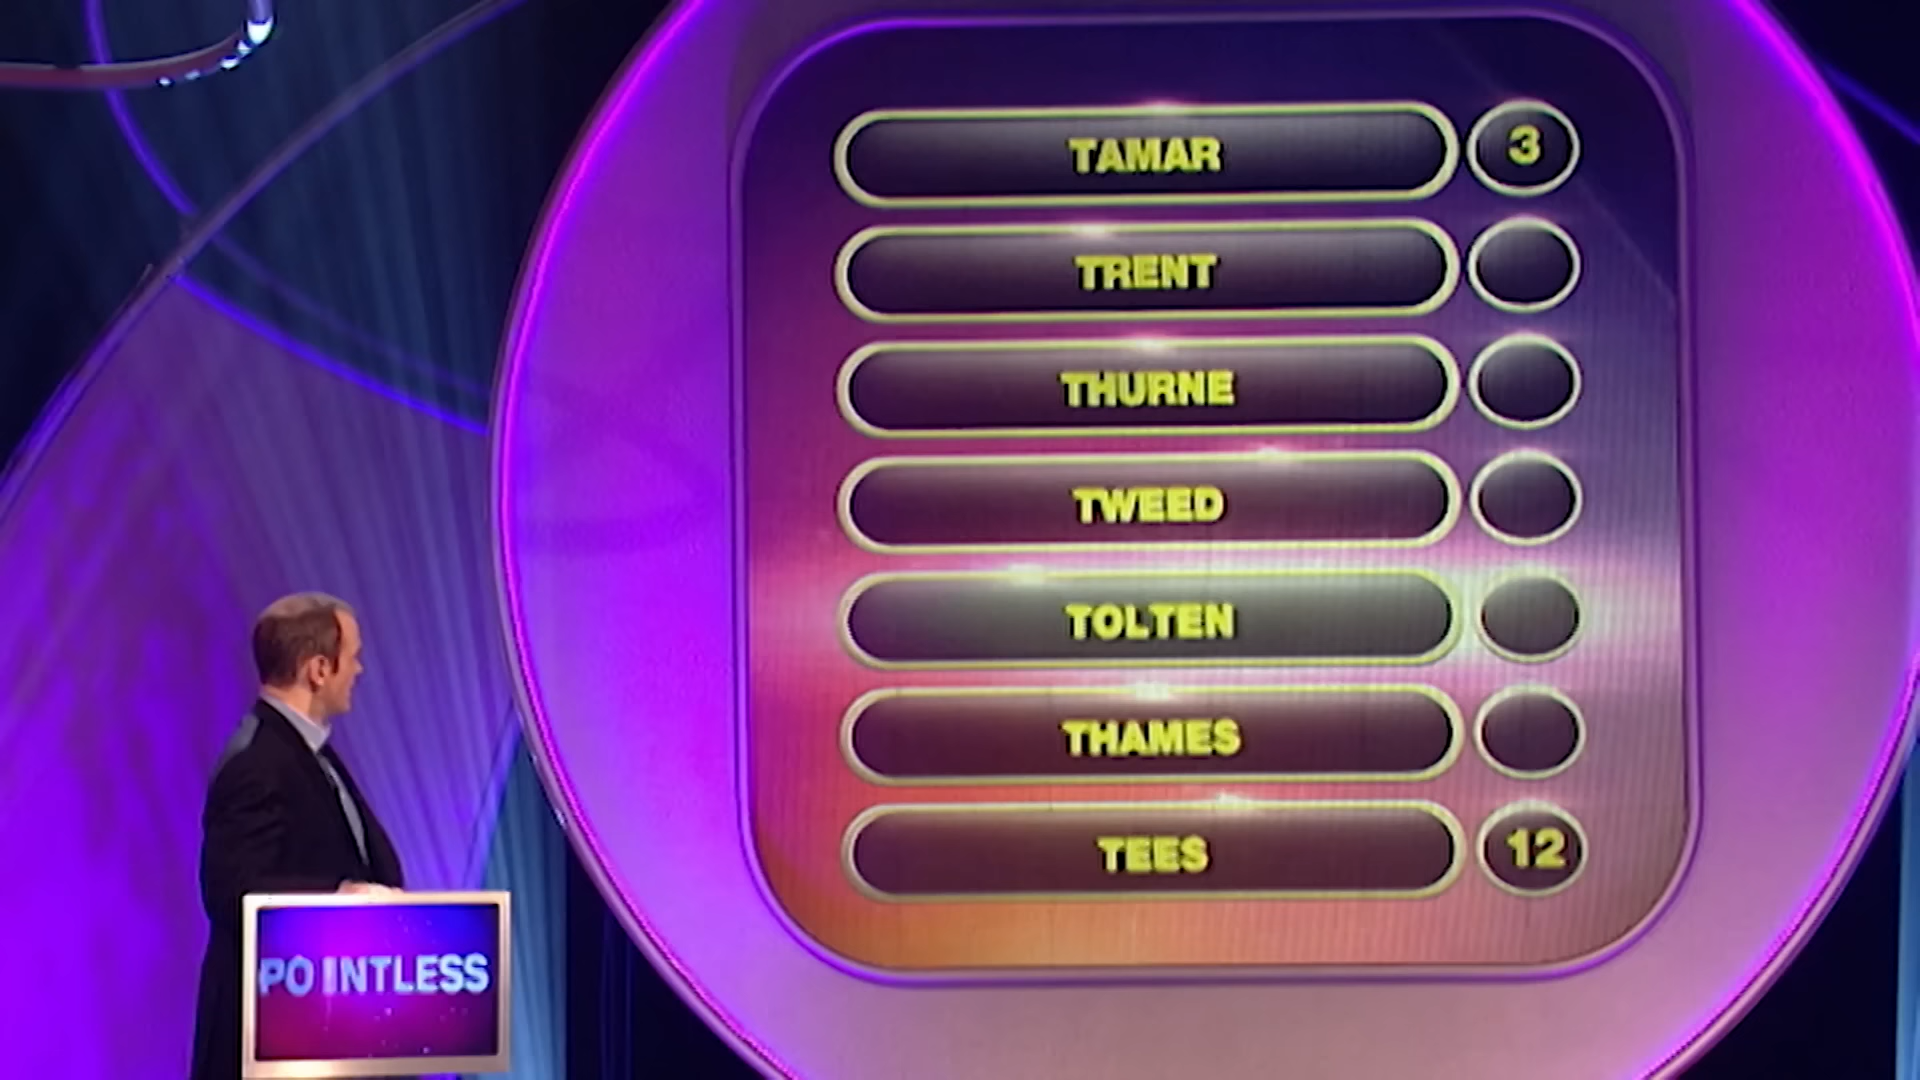 TAMAR 3
TRENT
THURNE
TWEED
TOLTEN
THAMES
TEES 12
POINTLESS